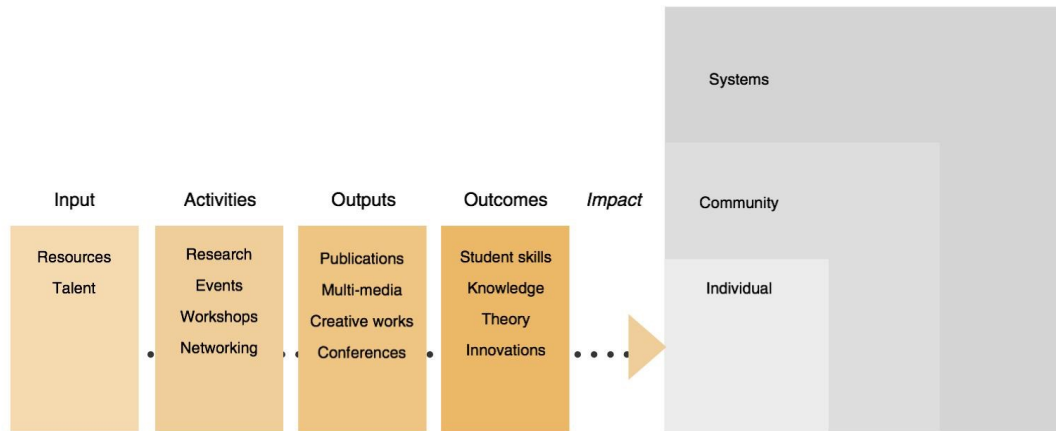 Systems
Community
Individual
Input
Activities
Outputs
Outcomes
Impact
Resources
Talent
Research
Events
Workshops
Networking
Publications
Multi-media
Creative works
Conferences
Student skills
Knowledge
Theory
Innovations